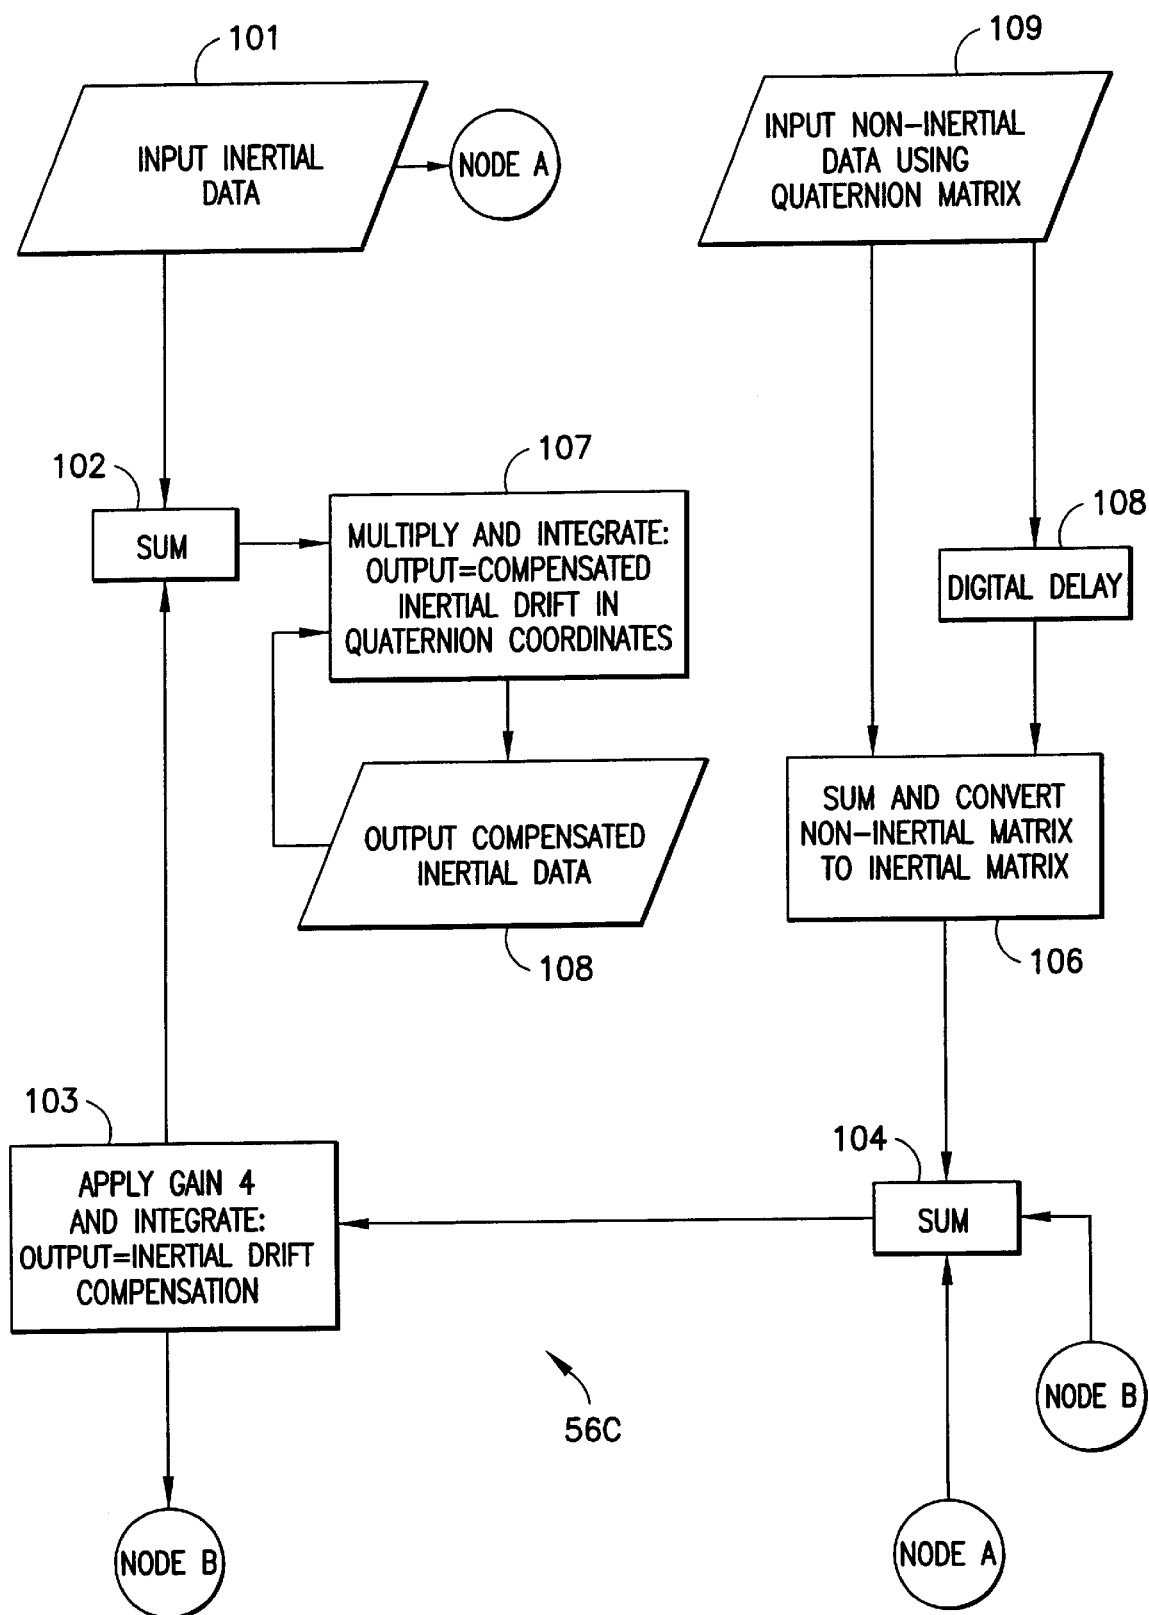 101
INPUT INERTIAL
DATA
NODE A
109
INPUT NON-INERTIAL
DATA USING
QUATERNION MATRIX
102
SUM
107
MULTIPLY AND INTEGRATE:
OUTPUT=COMPENSATED
INERTIAL DRIFT IN
QUATERNION COORDINATES
108
DIGITAL DELAY
OUTPUT COMPENSATED
INERTIAL DATA
108
SUM AND CONVERT
NON-INERTIAL MATRIX
TO INERTIAL MATRIX
106
103
APPLY GAIN 4
AND INTEGRATE:
OUTPUT=INERTIAL DRIFT
COMPENSATION
104
SUM
NODE B
56C
NODE B
NODE A